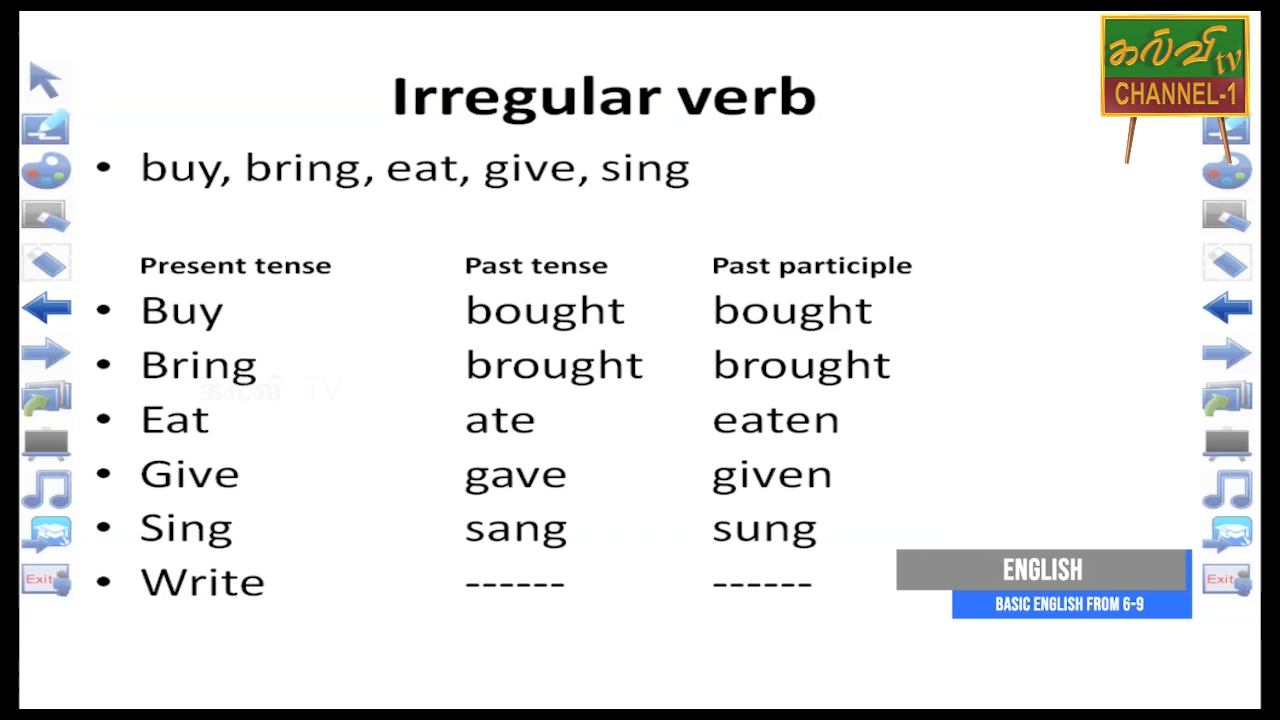 கல்வி tv
CHANNEL-1
Irregular verb
• buy, bring, eat, give, sing
Present tense Past tense Past participle
• Buy bought bought
• Bring brought brought
கல்வி TV
• Eat ate eaten
• Give gave given
• Sing sang sung
• Write ------ ------
ENGLISH
BASIC ENGLISH FROM 6-9
Exit
Exit